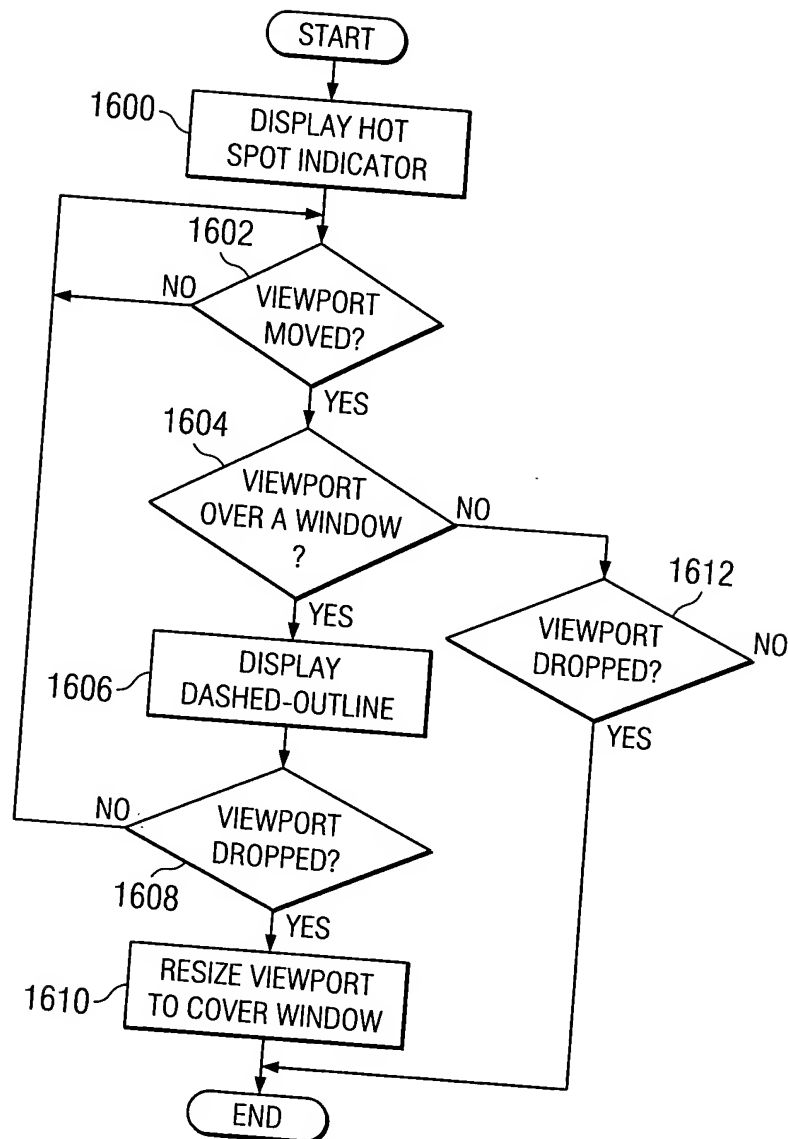 START
1600
DISPLAY HOT
SPOT INDICATOR
1602
NO
VIEWPORT
MOVED?
YES
1604
VIEWPORT
OVER A WINDOW
?
NO
YES
1612
VIEWPORT
DROPPED?
NO
YES
1606
DISPLAY
DASHED-OUTLINE
NO
VIEWPORT
DROPPED?
1608
YES
1610
RESIZE VIEWPORT
TO COVER WINDOW
END